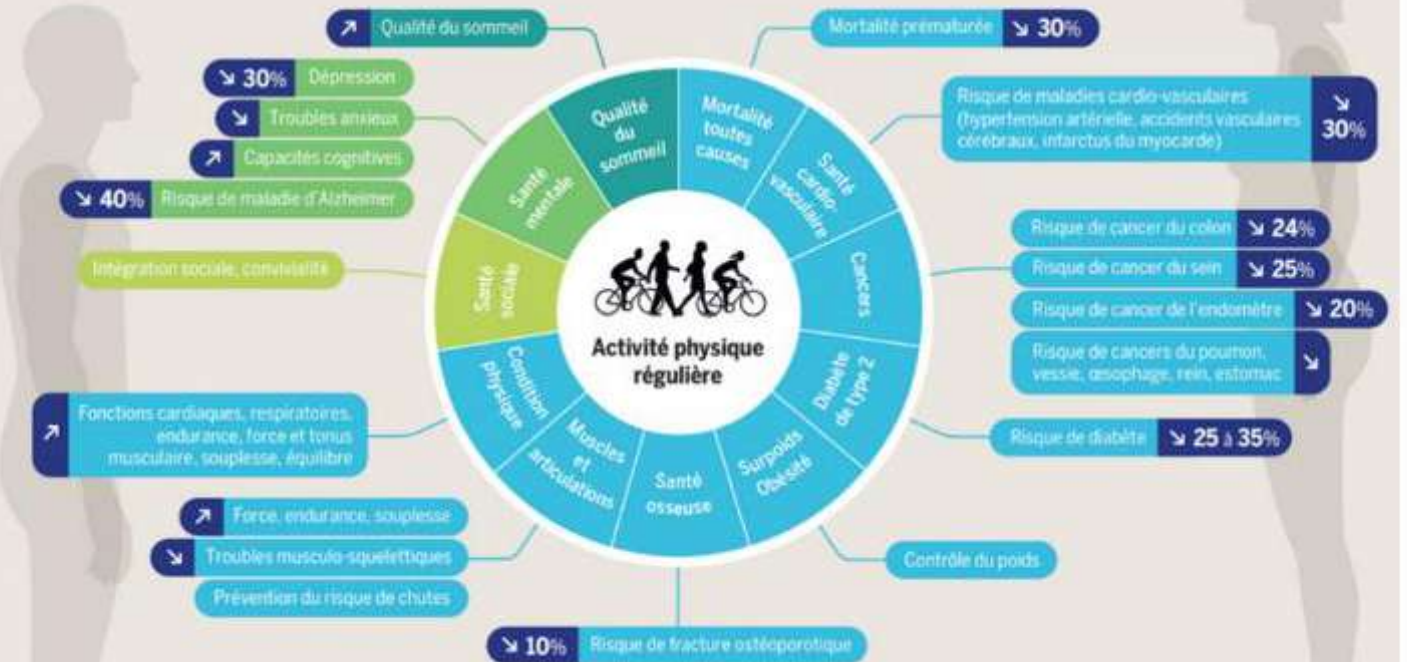 ↗ Qualité du sommeil
↘ 30% Dépression
↘ Troubles anxieux
↗ Capacités cognitives
↘ 40% Risque de maladie d'Alzheimer
Intégration sociale, convivialité
↗ Fonctions cardiaques, respiratoires,
endurance, force et tonus
musculaire, souplesse, équilibre
↗ Force, endurance, souplesse
↘ Troubles musculo-squelettiques
Prévention du risque de chutes
↘ 10% Risque de fracture ostéoporotique
Qualité
du
sommeil
Mortalité
toutes
causes
Santé
cardio-
vasculaire
Cancers
Diabète
de type 2
Surpoids
Obésité
Santé
osseuse
Muscles
et
articulations
Condition
physique
Santé
sociale
Santé
mentale
Activité physique
régulière
Mortalité prématurée ↘ 30%
Risque de maladies cardio-vasculaires
(hypertension artérielle, accidents vasculaires
cérébraux, infarctus du myocarde)
↘
30%
Risque de cancer du colon ↘ 24%
Risque de cancer du sein ↘ 25%
Risque de cancer de l'endomètre ↘ 20%
Risque de cancers du poumon,
vessie, œsophage, rein, estomac
↘
Risque de diabète ↘ 25 à 35%
Contrôle du poids